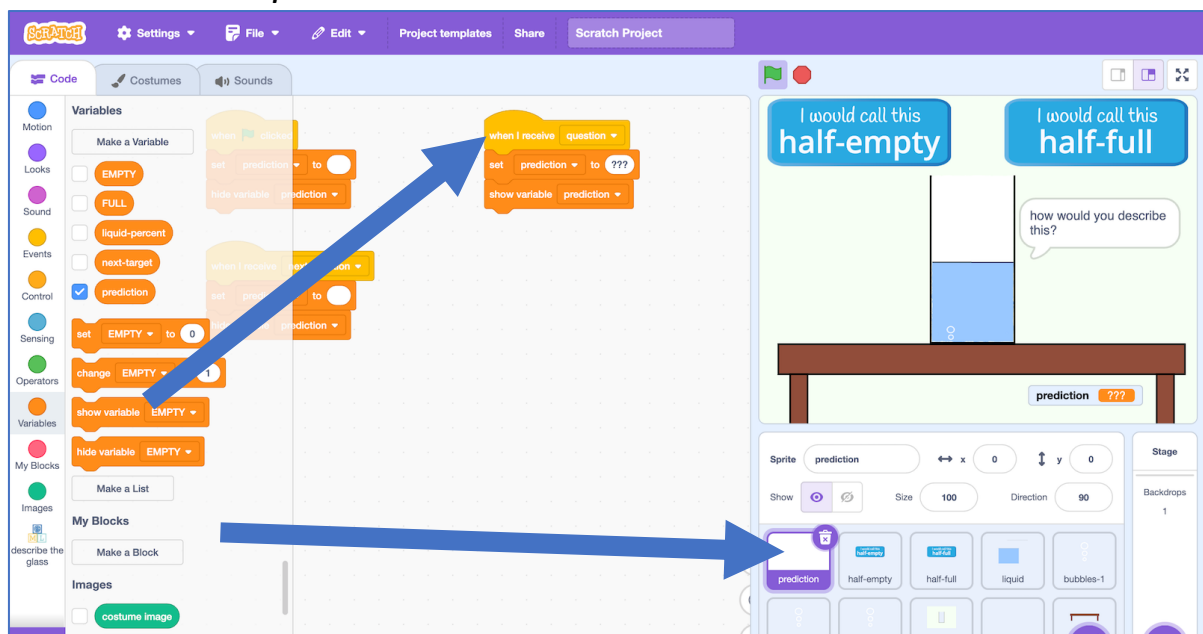 SCRATCH Settings File Edit Project templates Share Scratch Project
Code Costumes Sounds
Motion
Looks
Sound
Events
Control
Sensing
Operators
Variables
My Blocks
Images
ML
describe the
glass
Variables
Make a Variable
EMPTY
FULL
liquid-percent
next-target
prediction
set EMPTY to 0
change EMPTY 1
show variable EMPTY
hide variable EMPTY
Make a List
My Blocks
Make a Block
Images
costume image
when clicked
set prediction to
hide variable prediction
when I receive
set to
prediction
when I receive question
set prediction to ???
show variable prediction
I would call this
half-empty
I would call this
half-full
how would you describe
this?
prediction ???
Sprite prediction x 0 y 0
Show Size 100 Direction 90
prediction half-empty half-full liquid bubbles-1
Stage
Backdrops
1